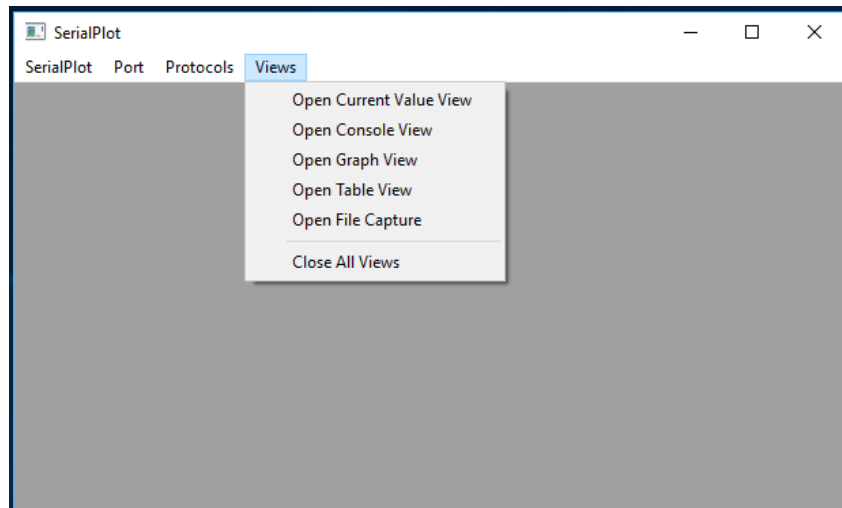 SerialPlot
SerialPlot Port Protocols Views
Open Current Value View
Open Console View
Open Graph View
Open Table View
Open File Capture
Close All Views